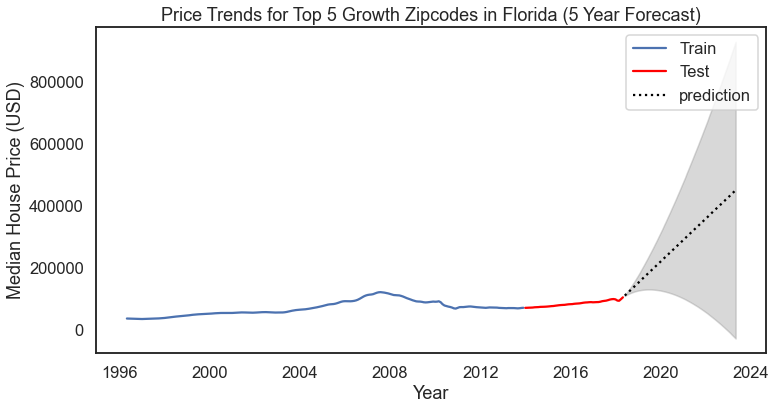 Price Trends for Top 5 Growth Zipcodes in Florida (5 Year Forecast)
Train
Test
prediction
Median House Price (USD)
800000
600000
400000
200000
0
1996 2000 2004 2008 2012 2016 2020 2024
Year